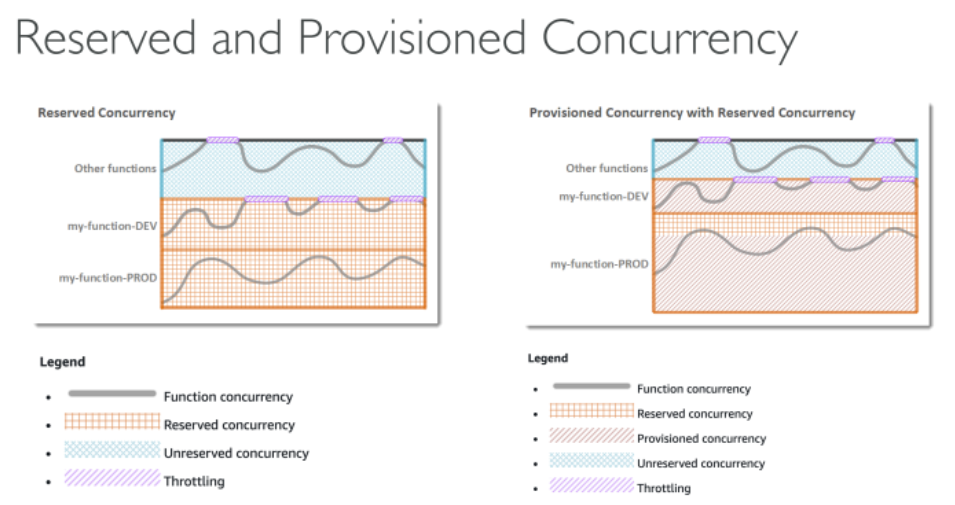 Reserved and Provisioned Concurrency
Reserved Concurrency
Other functions
my-function-DEV
my-function-PROD
Legend
Function concurrency
Reserved concurrency
Unreserved concurrency
Throttling
Provisioned Concurrency with Reserved Concurrency
Other functions
my-function-DEV
my-function-PROD
Legend
Function concurrency
Reserved concurrency
Provisioned concurrency
Unreserved concurrency
Throttling